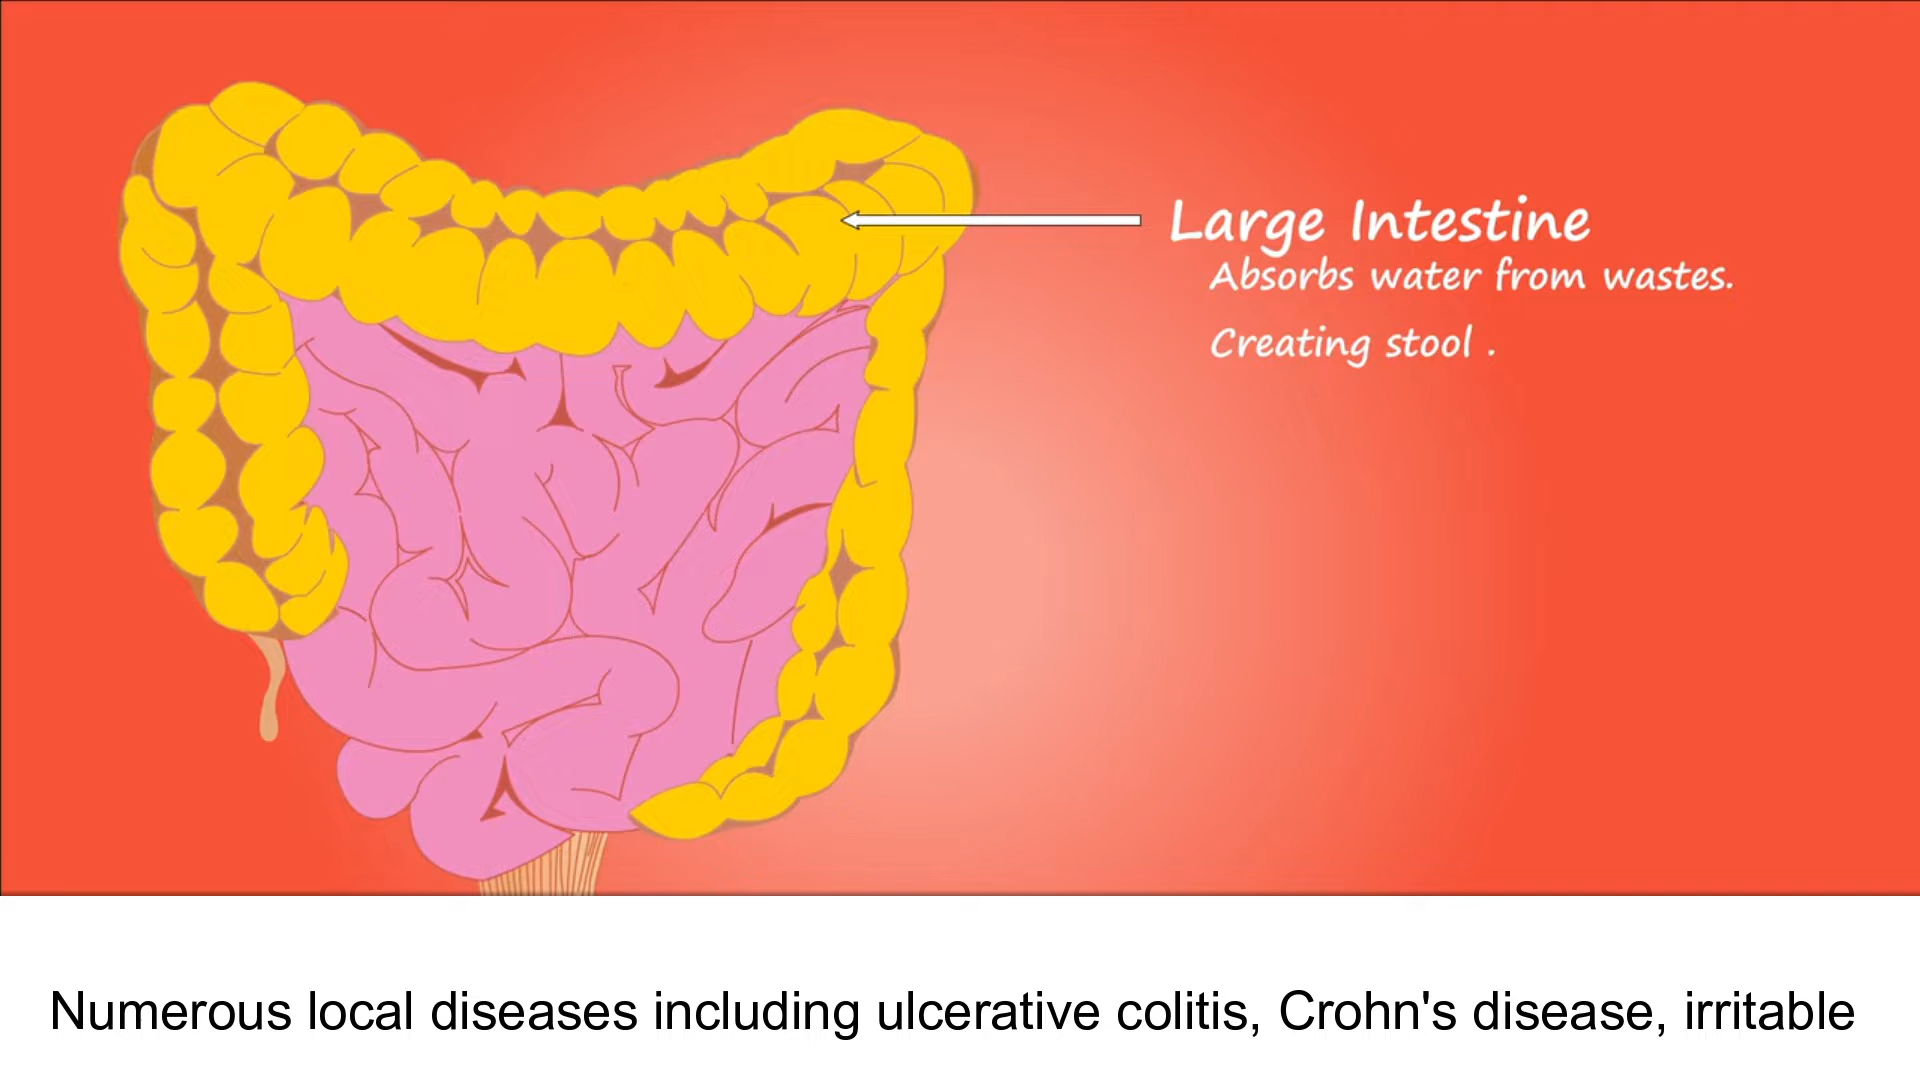 Large Intestine
Absorbs water from wastes.
Creating stool .
Numerous local diseases including ulcerative colitis, Crohn's disease, irritable